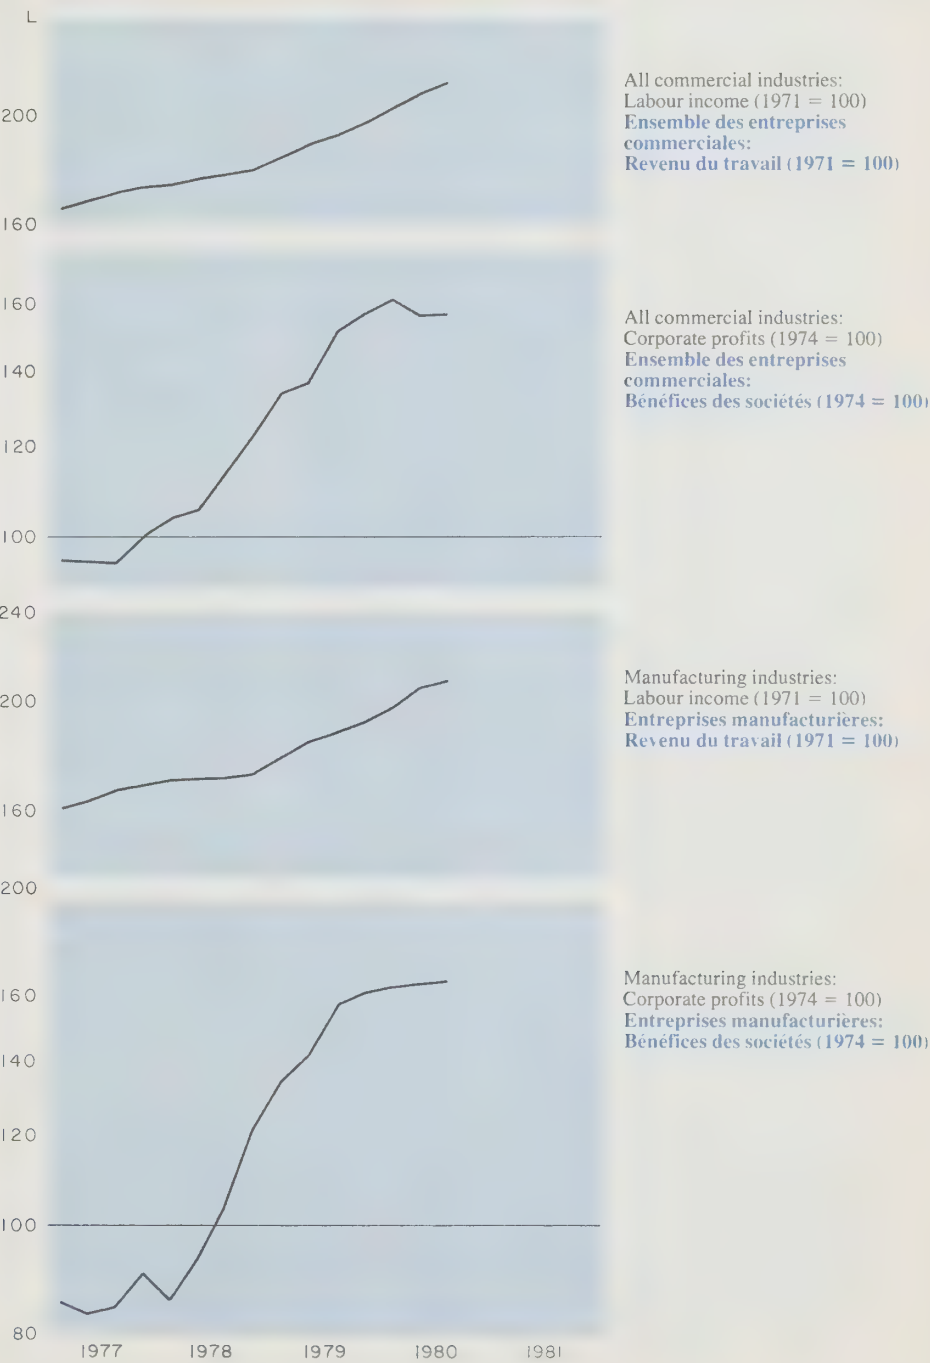 L
200
160
All commercial industries:
Labour income (1971 = 100)
Ensemble des entreprises
commerciales:
Revenu du travail (1971 = 100)
160
140
120
100
All commercial industries:
Corporate profits (1974 = 100)
Ensemble des entreprises
commerciales:
Bénéfices des sociétés (1974 = 100)
240
200
160
Manufacturing industries:
Labour income (1971 = 100)
Entreprises manufacturières:
Revenu du travail (1971 = 100)
200
160
140
120
100
80
Manufacturing industries:
Corporate profits (1974 = 100)
Entreprises manufacturières:
Bénéfices des sociétés (1974 = 100)
1977 1978 1979 1980 1981